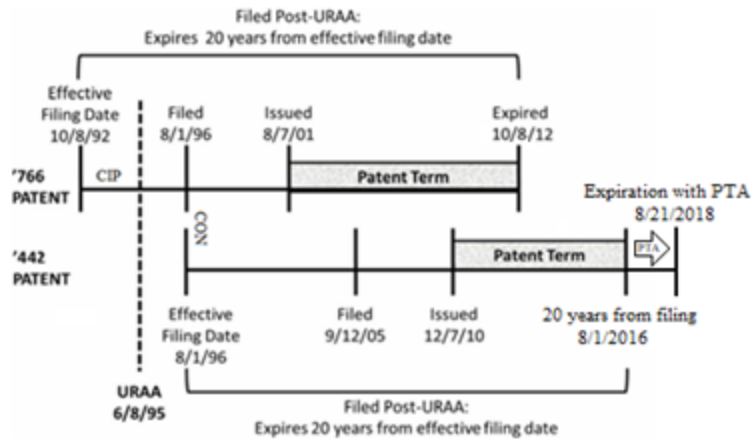 Filed Post-URAA:
Expires 20 years from effective filing date
Effective
Filing Date
10/8/92
Filed
8/1/96
Issued
8/7/01
Expired
10/8/12
'766
PATENT
CIP
Patent Term
Expiration with PTA
8/21/2018
CON
'442
PATENT
Patent Term
PTA
Effective
Filing Date
8/1/96
Filed
9/12/05
Issued
12/7/10
20 years from filing
8/1/2016
URAA
6/8/95
Filed Post-URAA:
Expires 20 years from effective filing date